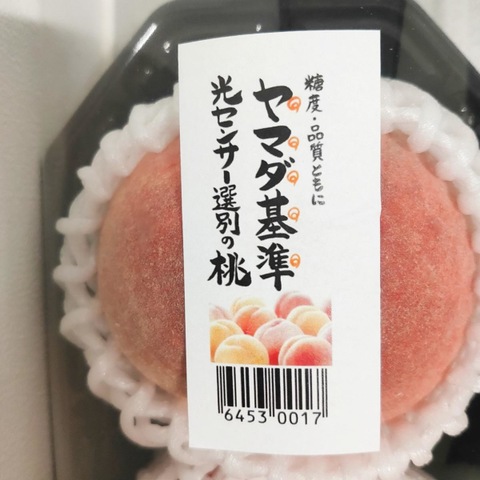 糖度・品質ともに
ヤマダ基準
光センサー選別の桃
6453 0017